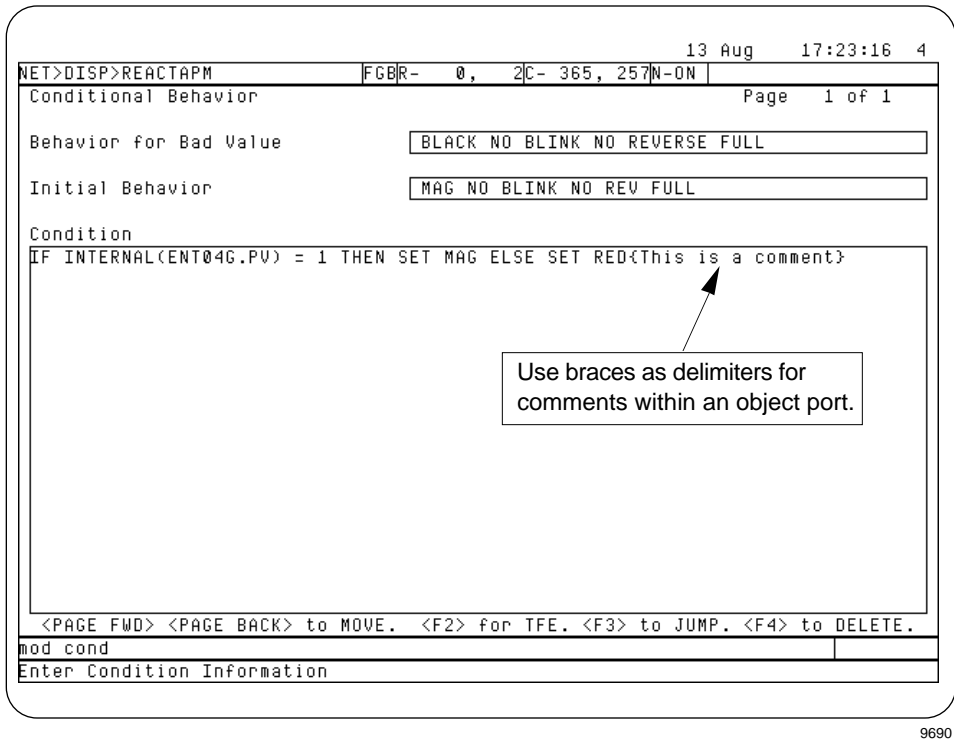 13 Aug 17:23:16 4
NET>DISP>REACTAPM FGB R- 0, 2 C- 365, 257 N-ON
Conditional Behavior Page 1 of 1
Behavior for Bad Value BLACK NO BLINK NO REVERSE FULL
Initial Behavior MAG NO BLINK NO REV FULL
Condition
IF INTERNAL(ENT04G.PV) = 1 THEN SET MAG ELSE SET RED{This is a comment}
Use braces as delimiters for
comments within an object port.
<PAGE FWD> <PAGE BACK> to MOVE. <F2> for TFE. <F3> to JUMP. <F4> to DELETE.
mod cond
Enter Condition Information
9690